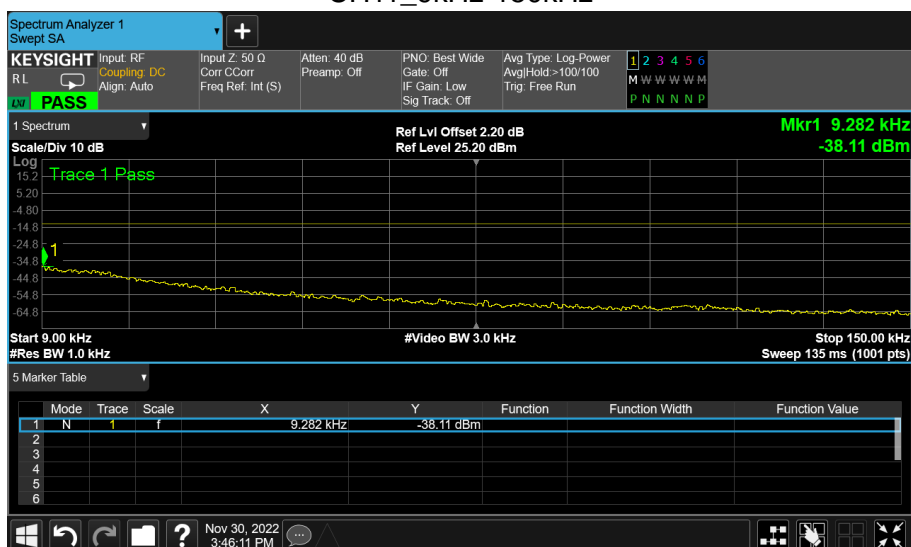 Spectrum Analyzer 1
Swept SA
KEYSIGHT
RL
LNI PASS
Input: RF
Coupling: DC
Align: Auto
Input Z: 50 Ω
Corr CCorr
Freq Ref: Int (S)
Atten: 40 dB
Preamp: Off
PNO: Best Wide
Gate: Off
IF Gain: Low
Sig Track: Off
Avg Type: Log-Power
Avg|Hold:>100/100
Trig: Free Run
1 2 3 4 5 6
M W W W W M
P N N N N P
1 Spectrum
Scale/Div 10 dB
Ref Lvl Offset 2.20 dB
Ref Level 25.20 dBm
Mkr1 9.282 kHz
-38.11 dBm
Log
Trace 1 Pass
15.2
5.20
-4.80
-14.8
-24.8
1
-34.8
-44.8
-54.8
-64.8
Start 9.00 kHz
#Res BW 1.0 kHz
#Video BW 3.0 kHz
Stop 150.00 kHz
Sweep 135 ms (1001 pts)
5 Marker Table
Mode Trace Scale X Y Function Function Width Function Value
1 N 1 f 9.282 kHz -38.11 dBm
2
3
4
5
6
?
Nov 30, 2022
3:46:11 PM